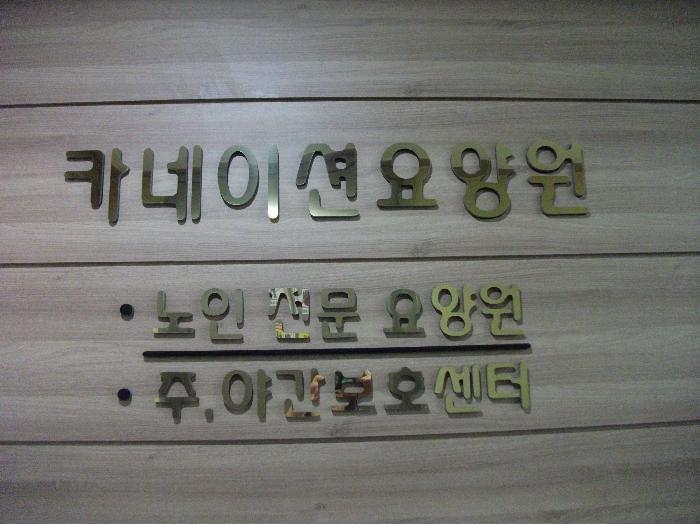 카네이션요양원
• 노인 전문 요양원
• 주.야간보호센터